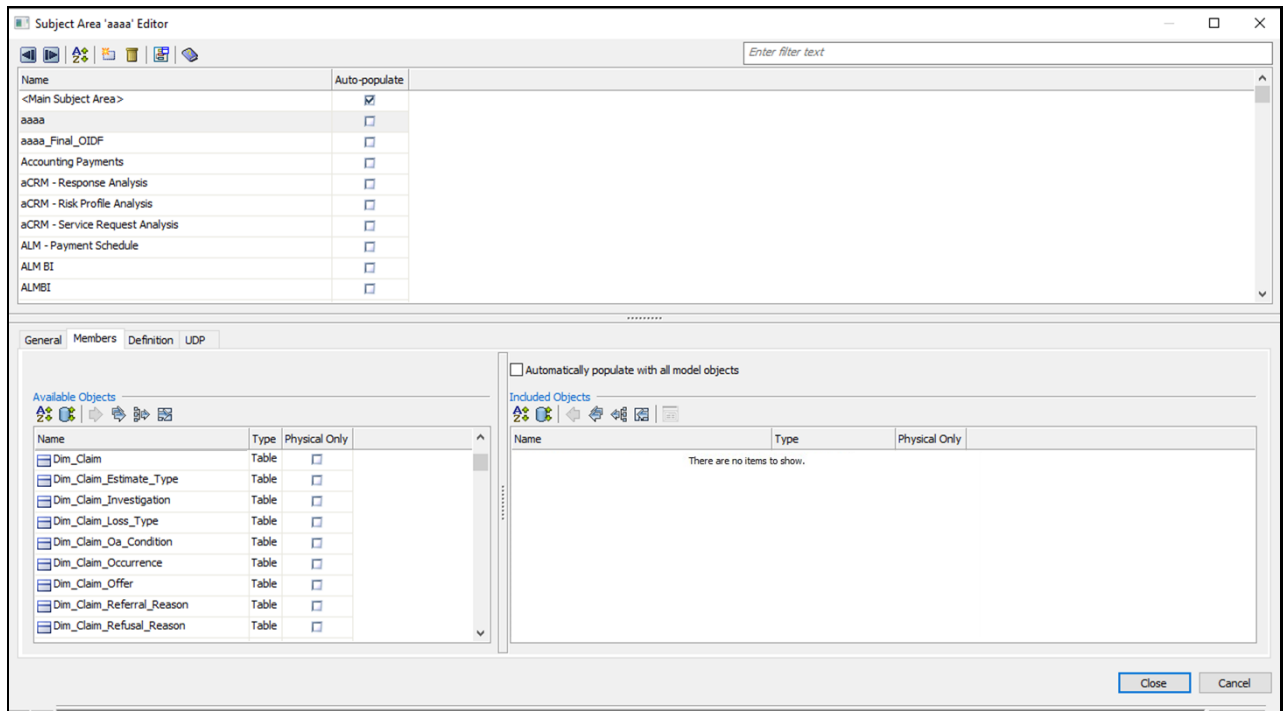 Subject Area 'aaaa' Editor
Enter filter text
Name Auto-populate
<Main Subject Area>
aaaa
aaaa_Final_OIDF
Accounting Payments
aCRM - Response Analysis
aCRM - Risk Profile Analysis
aCRM - Service Request Analysis
ALM - Payment Schedule
ALM BI
ALMBI
General Members Definition UDP
Automatically populate with all model objects
Available Objects
Included Objects
Name Type Physical Only
Name Type Physical Only
There are no items to show.
Dim_Claim Table
Dim_Claim_Estimate_Type Table
Dim_Claim_Investigation Table
Dim_Claim_Loss_Type Table
Dim_Claim_Oa_Condition Table
Dim_Claim_Occurrence Table
Dim_Claim_Offer Table
Dim_Claim_Referral_Reason Table
Dim_Claim_Refusal_Reason Table
Close Cancel